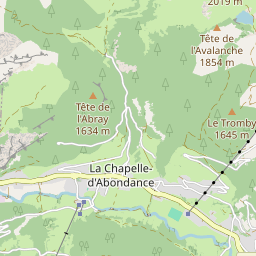 2019 m
Tête de
l'Avalanche
1854 m
Tête de
l'Abray
1634 m
Le Tromby
1645 m
La Chapelle-
d'Abondance